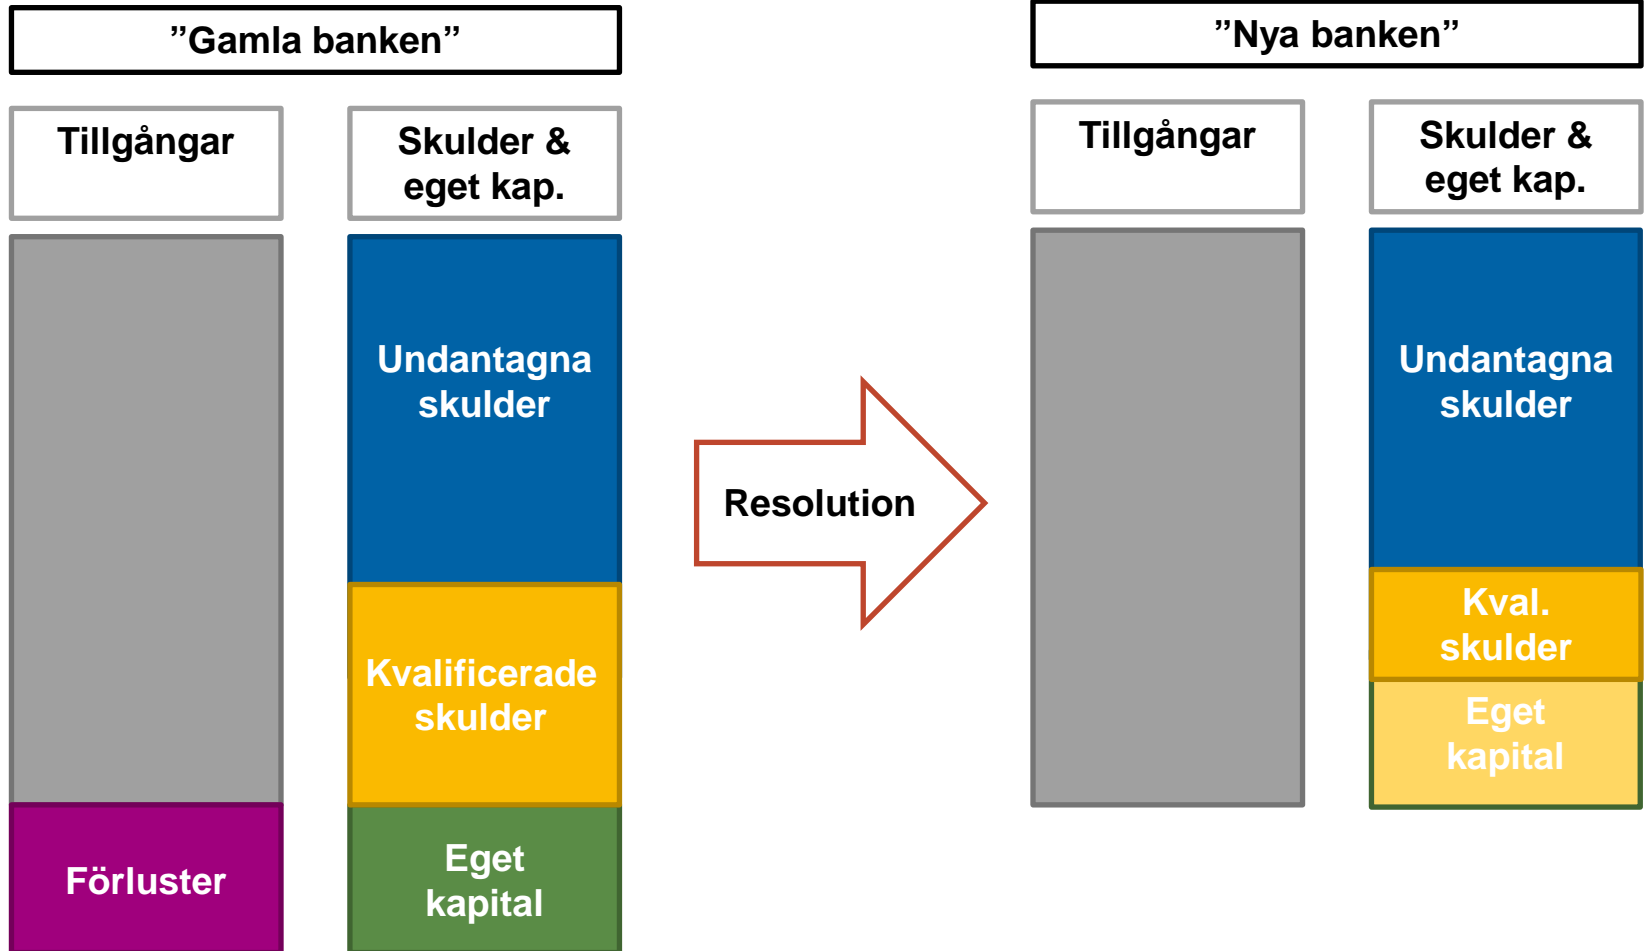 ”Gamla banken”
Tillgångar
Skulder &
eget kap.
Undantagna
skulder
Kvalificerade
skulder
Förluster
Eget
kapital
Resolution
”Nya banken”
Tillgångar
Skulder &
eget kap.
Undantagna
skulder
Kval.
skulder
Eget
kapital